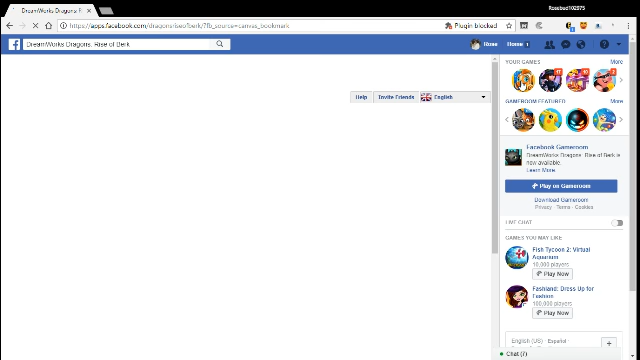 Rosebud102975
DreamWorks Dragons: R
https://apps.facebook.com/dragonsriseofberk/?fb_source=canvas_bookmark
Plugin blocked
DreamWorks Dragons: Rise of Berk
Rose
Home 1
YOUR GAMES
More
Help
Invite Friends
English
GAMEROOM FEATURED
More
Facebook Gameroom
DreamWorks Dragons: Rise of Berk is
now available.
Learn More
Play on Gameroom
Download Gameroom
Privacy · Terms · Cookies
LIVE CHAT
GAMES YOU MAY LIKE
Fish Tycoon 2: Virtual
Aquarium
10,000 players
Play Now
Fashland: Dress Up for
Fashion
100,000 players
Play Now
English (US) · Español ·
Chat (7)